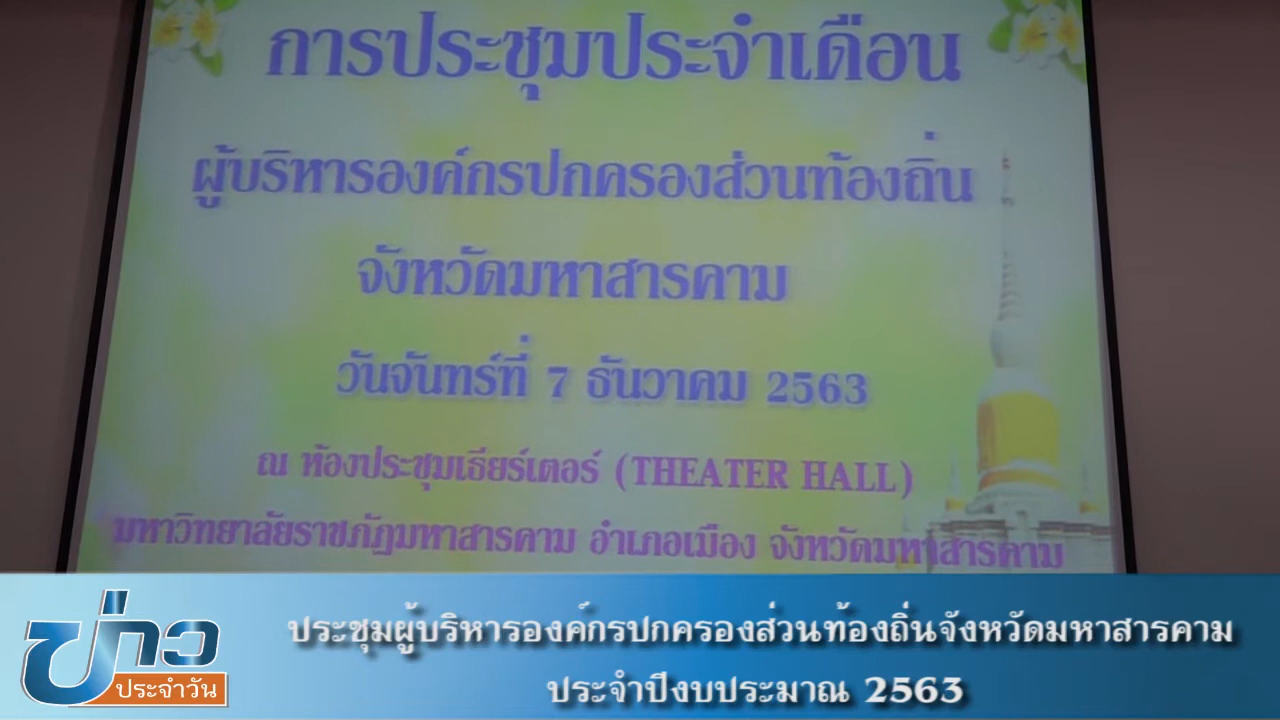 การประชุมประจำเดือน
ผู้บริหารองค์กรปกครองส่วนท้องถิ่น
จังหวัดมหาสารคาม
วันจันทร์ที่ 7 ธันวาคม 2563
ณ ห้องประชุมเธียร์เตอร์ (THEATER HALL)
มหาวิทยาลัยราชภัฏมหาสารคาม อำเภอเมือง จังหวัดมหาสารคาม
ข่าว
ประจำวัน
ประชุมผู้บริหารองค์กรปกครองส่วนท้องถิ่นจังหวัดมหาสารคาม
ประจำปีงบประมาณ 2563